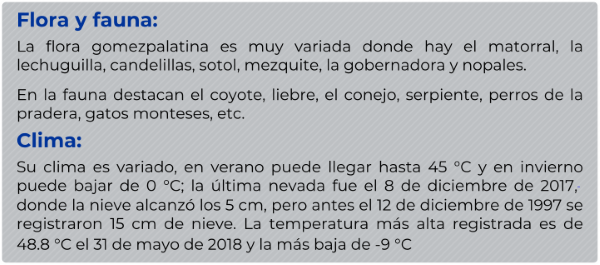 Flora y fauna:
La flora gomezpalatina es muy variada donde hay el matorral, la
lechuguilla, candelillas, sotol, mezquite, la gobernadora y nopales.
En la fauna destacan el coyote, liebre, el conejo, serpiente, perros de la
pradera, gatos monteses, etc.
Clima:
Su clima es variado, en verano puede llegar hasta 45 °C y en invierno
puede bajar de 0 °C; la última nevada fue el 8 de diciembre de 2017,
donde la nieve alcanzó los 5 cm, pero antes el 12 de diciembre de 1997 se
registraron 15 cm de nieve. La temperatura más alta registrada es de
48.8 °C el 31 de mayo de 2018 y la más baja de -9 °C